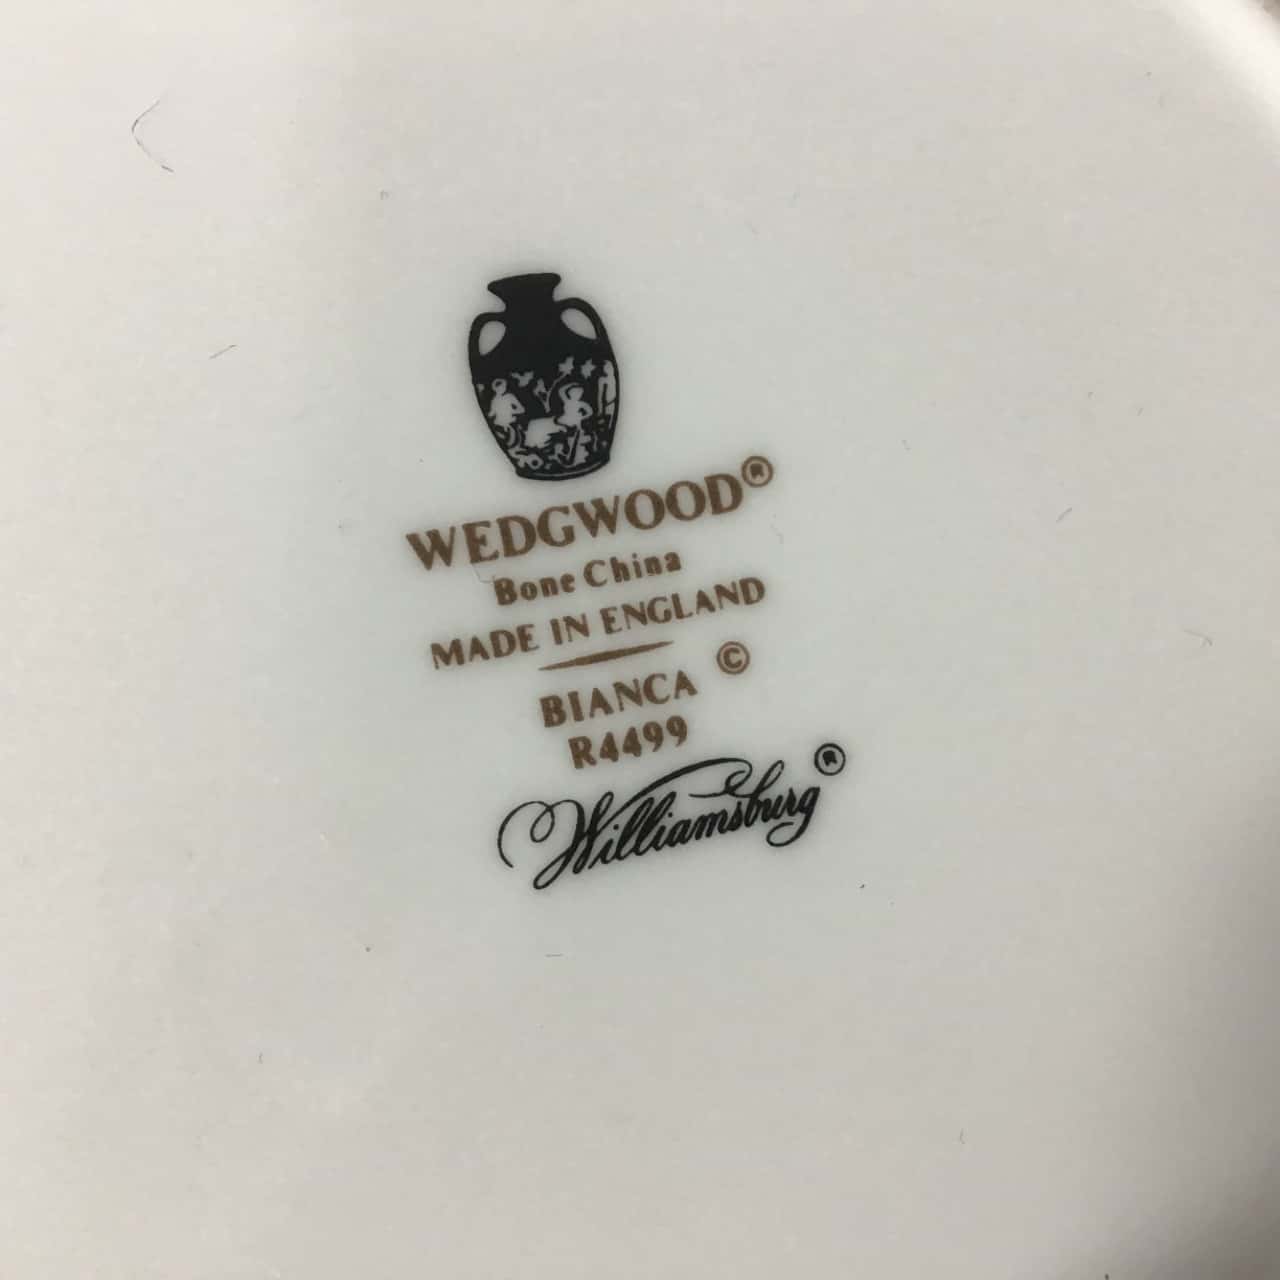 WEDGWOOD®
Bone China
MADE IN ENGLAND
BIANCA ©
R4499
Williamsburg®